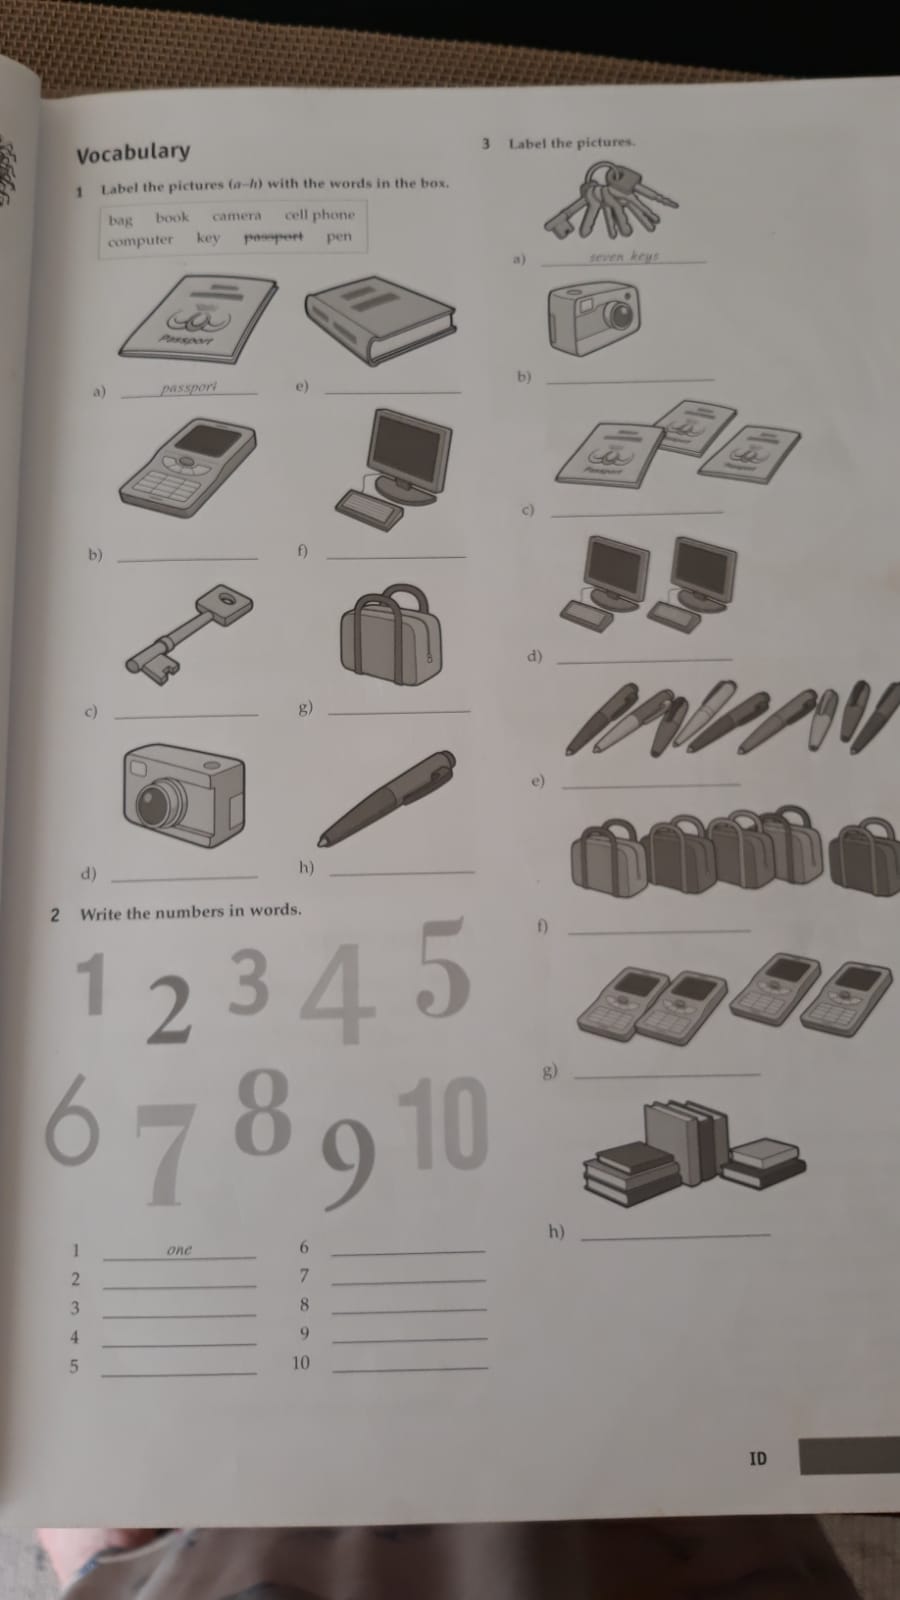 Vocabulary
1 Label the pictures (a–h) with the words in the box.
bag book camera cell phone
computer key passport pen
Passport
a) passport
e)
b)
f)
c)
g)
d)
h)
2 Write the numbers in words.
1 2 3 4 5
6 7 8 9 10
1 one
2
3
4
5
6
7
8
9
10
3 Label the pictures.
a) seven keys
b)
Passport
Passport
Passport
c)
d)
e)
f)
g)
h)
ID